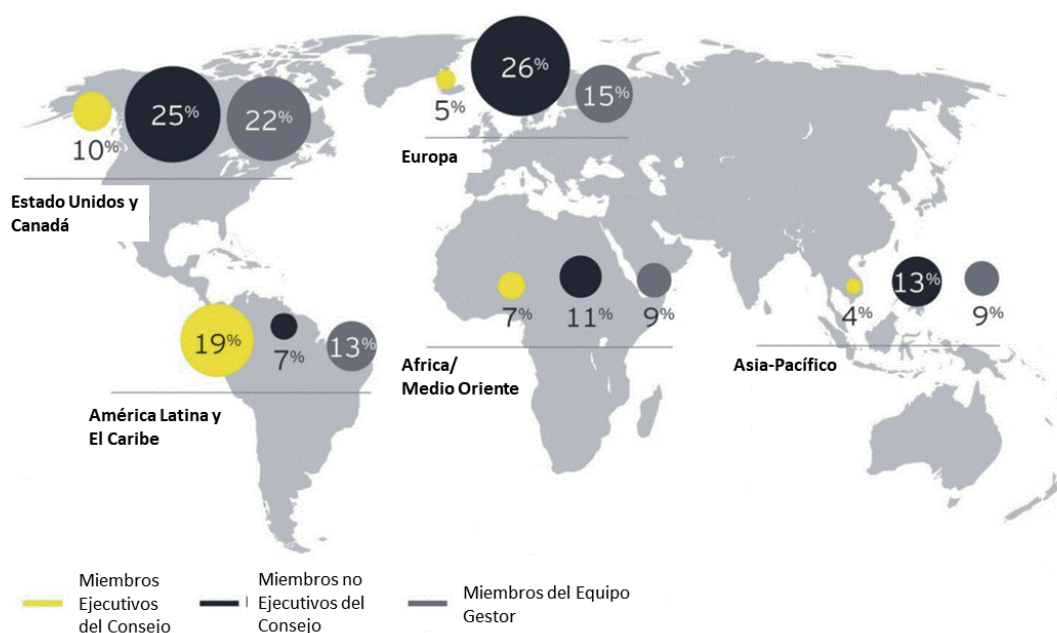 10%
25%
22%
Estado Unidos y
Canadá
5%
26%
15%
Europa
19%
7%
13%
América Latina y
El Caribe
7%
11%
9%
Africa/
Medio Oriente
4%
13%
9%
Asia-Pacífico
Miembros
Ejecutivos
del Consejo
Miembros no
Ejecutivos del
Consejo
Miembros del Equipo
Gestor